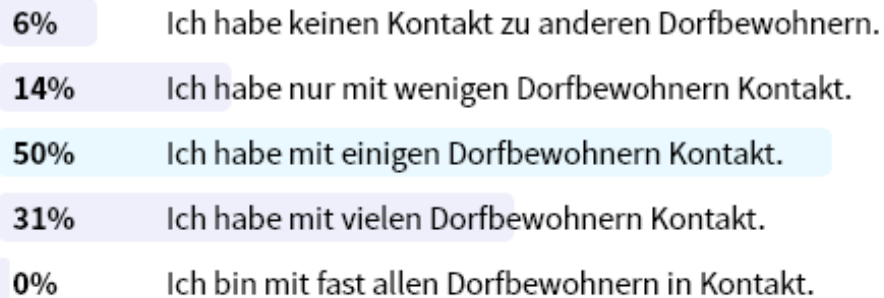 6% Ich habe keinen Kontakt zu anderen Dorfbewohnern.
14% Ich habe nur mit wenigen Dorfbewohnern Kontakt.
50% Ich habe mit einigen Dorfbewohnern Kontakt.
31% Ich habe mit vielen Dorfbewohnern Kontakt.
0% Ich bin mit fast allen Dorfbewohnern in Kontakt.